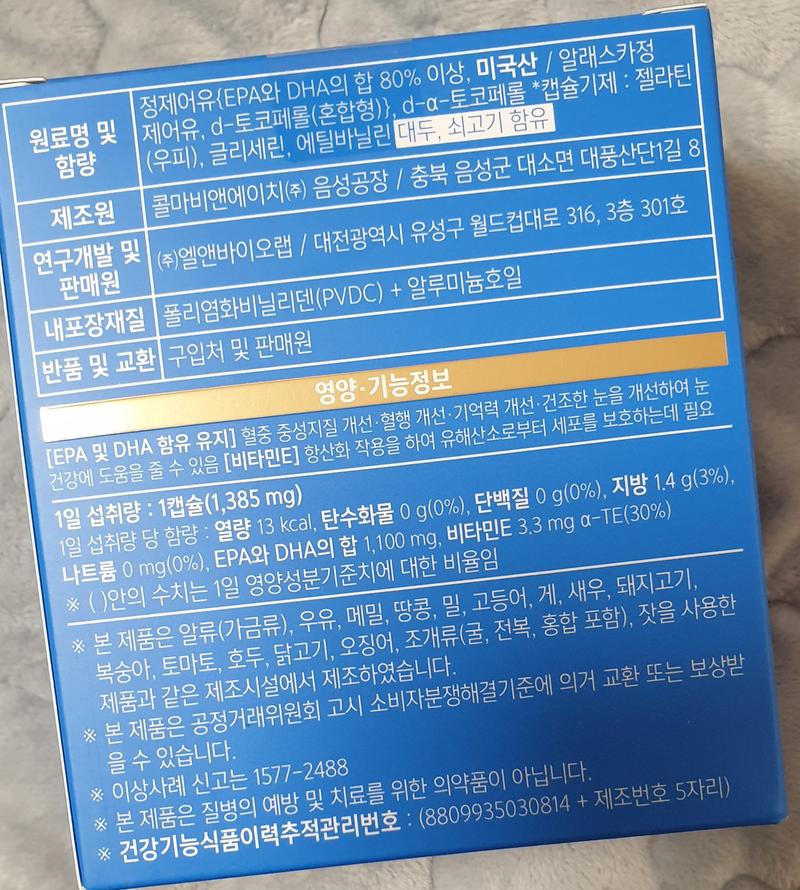 원료명 및 함량
정제어유{EPA와 DHA의 합 80% 이상, 미국산 / 알래스카정
제어유, d-토코페롤(혼합형)}, d-α-토코페롤 *캡슐기제 : 젤라틴
(우피), 글리세린, 에틸바닐린 대두, 쇠고기 함유
제조원
콜마비앤에이치㈜ 음성공장 / 충북 음성군 대소면 대풍산단1길 8
연구개발 및 판매원
㈜엘앤바이오랩 / 대전광역시 유성구 월드컵대로 316, 3층 301호
내포장재질
폴리염화비닐리덴(PVDC) + 알루미늄호일
반품 및 교환
구입처 및 판매원
영양·기능정보
[EPA 및 DHA 함유 유지] 혈중 중성지질 개선·혈행 개선·기억력 개선·건조한 눈을 개선하여 눈
건강에 도움을 줄 수 있음 [비타민E] 항산화 작용을 하여 유해산소로부터 세포를 보호하는데 필요
1일 섭취량 : 1캡슐(1,385 mg)
1일 섭취량 당 함량 : 열량 13 kcal, 탄수화물 0 g(0%), 단백질 0 g(0%), 지방 1.4 g(3%),
나트륨 0 mg(0%), EPA와 DHA의 합 1,100 mg, 비타민E 3.3 mg α-TE(30%)
※ ( )안의 수치는 1일 영양성분기준치에 대한 비율임
※ 본 제품은 알류(가금류), 우유, 메밀, 땅콩, 밀, 고등어, 게, 새우, 돼지고기,
복숭아, 토마토, 호두, 닭고기, 오징어, 조개류(굴, 전복, 홍합 포함), 잣을 사용한
제품과 같은 제조시설에서 제조하였습니다.
※ 본 제품은 공정거래위원회 고시 소비자분쟁해결기준에 의거 교환 또는 보상받
을 수 있습니다.
※ 이상사례 신고는 1577-2488
※ 본 제품은 질병의 예방 및 치료를 위한 의약품이 아닙니다.
※ 건강기능식품이력추적관리번호 : (8809935030814 + 제조번호 5자리)